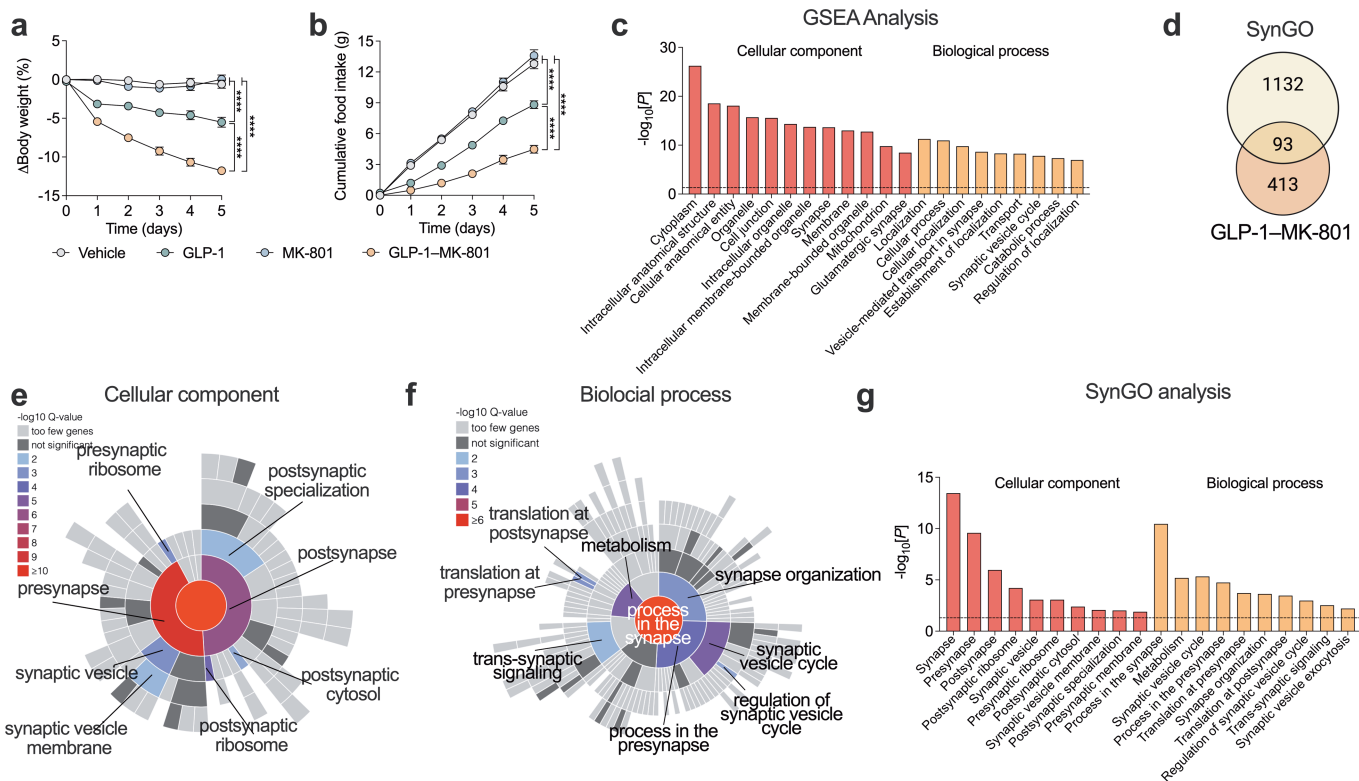 a
ΔBody weight (%)
5
0
-5
-10
-15
0 1 2 3 4 5
Time (days)
****
****
****
b
Cumulative food intake (g)
15
12
9
6
3
0
0 1 2 3 4 5
Time (days)
****
****
****
Vehicle GLP-1 MK-801 GLP-1–MK-801
c
GSEA Analysis
Cellular component Biological process
-log10[P]
30
20
10
0
Cytoplasm
Intracellular anatomical structure
Cellular anatomical entity
Organelle
Cell junction
Intracellular organelle
Intracellular membrane-bounded organelle
Synapse
Membrane
Membrane-bounded organelle
Mitochondrion
Glutamatergic synapse
Localization
Cellular process
Cellular localization
Vesicle-mediated transport in synapse
Establishment of localization
Transport
Synaptic vesicle cycle
Catabolic process
Regulation of localization
d
SynGO
1132
93
413
GLP-1–MK-801
e
Cellular component
-log10 Q-value
too few genes
not significant
2
3
4
5
6
7
8
9
≥10
presynaptic
ribosome
postsynaptic
specialization
postsynapse
presynapse
synaptic vesicle
postsynaptic
cytosol
synaptic vesicle
membrane
postsynaptic
ribosome
f
Biolocial process
-log10 Q-value
too few genes
not significant
2
3
4
5
≥6
translation at
postsynapse
metabolism
translation at
presynapse
synapse organization
process
in the
synapse
trans-synaptic
signaling
synaptic
vesicle cycle
regulation of
synaptic vesicle
cycle
process in the
presynapse
g
SynGO analysis
Cellular component Biological process
-log10[P]
15
10
5
0
Synapse
Presynapse
Postsynapse
Postsynaptic ribosome
Synaptic vesicle
Presynaptic ribosome
Postsynaptic cytosol
Synaptic vesicle membrane
Postsynaptic specialization
Presynaptic membrane
Process in the synapse
Metabolism
Synaptic vesicle cycle
Process in the presynapse
Translation at presynapse
Synapse organization
Translation at postsynapse
Regulation of synaptic vesicle cycle
Trans-synaptic signaling
Synaptic vesicle exocytosis